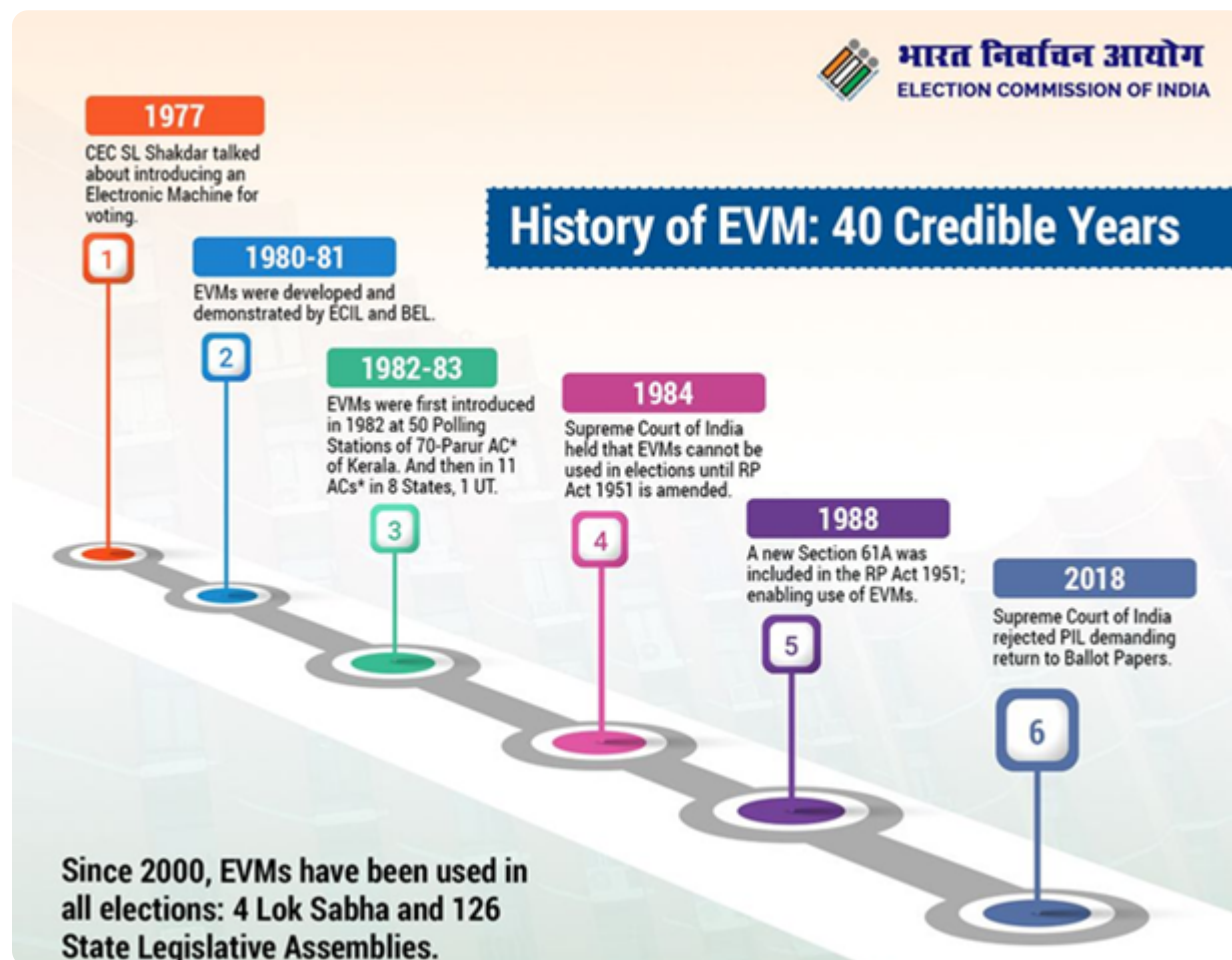 भारत निर्वाचन आयोग
ELECTION COMMISSION OF INDIA
History of EVM: 40 Credible Years
1977
CEC SL Shakdar talked
about introducing an
Electronic Machine for
voting.
1
1980-81
EVMs were developed and
demonstrated by ECIL and BEL.
2
1982-83
EVMs were first introduced
in 1982 at 50 Polling
Stations of 70-Parur AC*
of Kerala. And then in 11
ACs* in 8 States, 1 UT.
3
1984
Supreme Court of India
held that EVMs cannot be
used in elections until RP
Act 1951 is amended.
4
1988
A new Section 61A was
included in the RP Act 1951;
enabling use of EVMs.
5
2018
Supreme Court of India
rejected PIL demanding
return to Ballot Papers.
6
Since 2000, EVMs have been used in
all elections: 4 Lok Sabha and 126
State Legislative Assemblies.